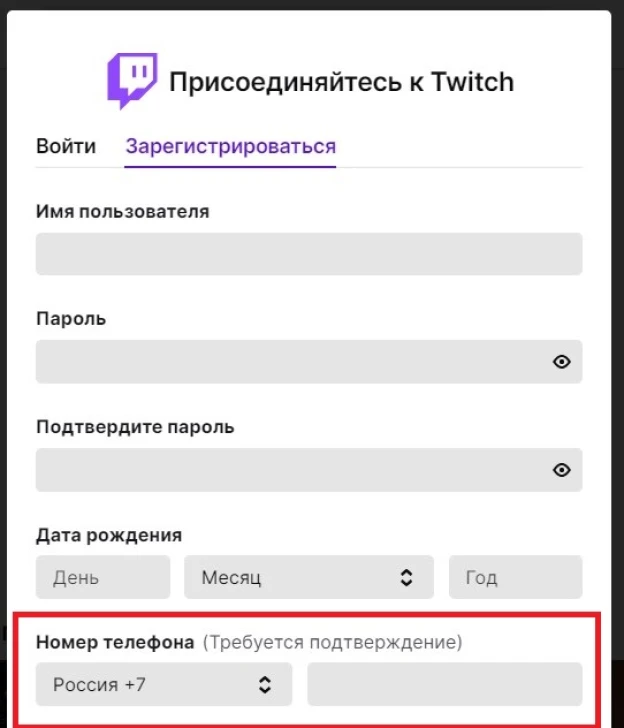 Присоединяйтесь к Twitch
Войти Зарегистрироваться
Имя пользователя
Пароль
Подтвердите пароль
Дата рождения
День Месяц Год
Номер телефона (Требуется подтверждение)
Россия +7